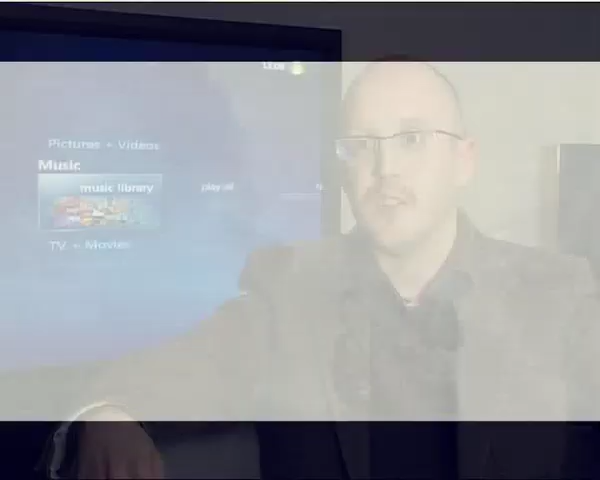 Pictures + Videos
Music
music library
play all
TV + Movies